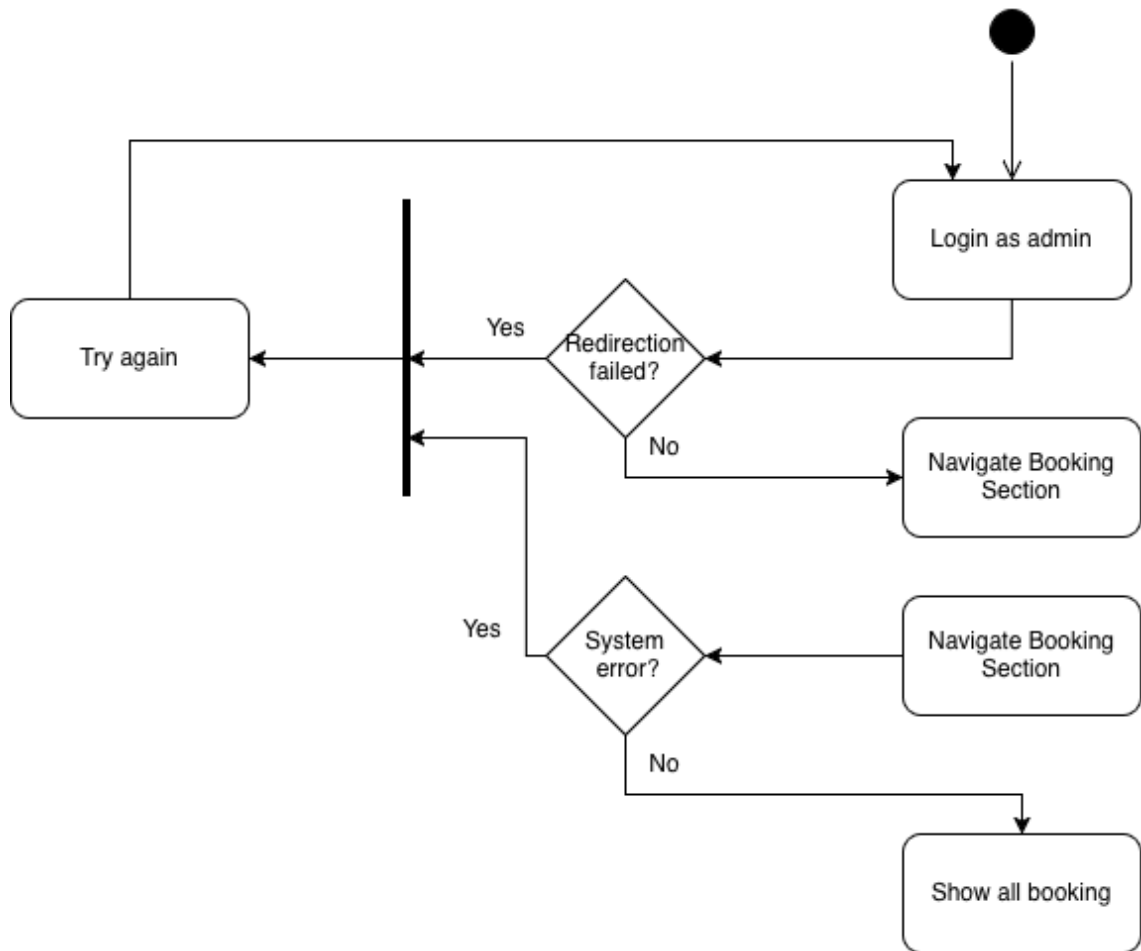 Login as admin
Yes
Redirection
failed?
Try again
No
Navigate Booking
Section
Yes
System
error?
Navigate Booking
Section
No
Show all booking